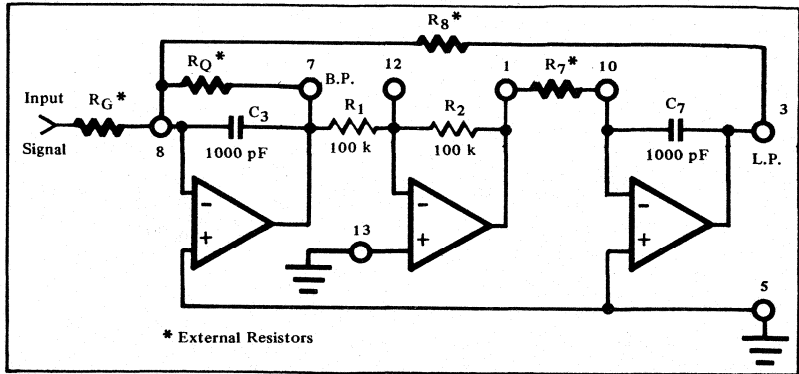 R8*
RQ*
7
B.P.
12
1
R7*
10
3
Input
RG*
C3
R1
R2
C7
Signal
8
1000 pF
100 k
100 k
1000 pF
L.P.
−
+
−
+
−
+
13
5
* External Resistors